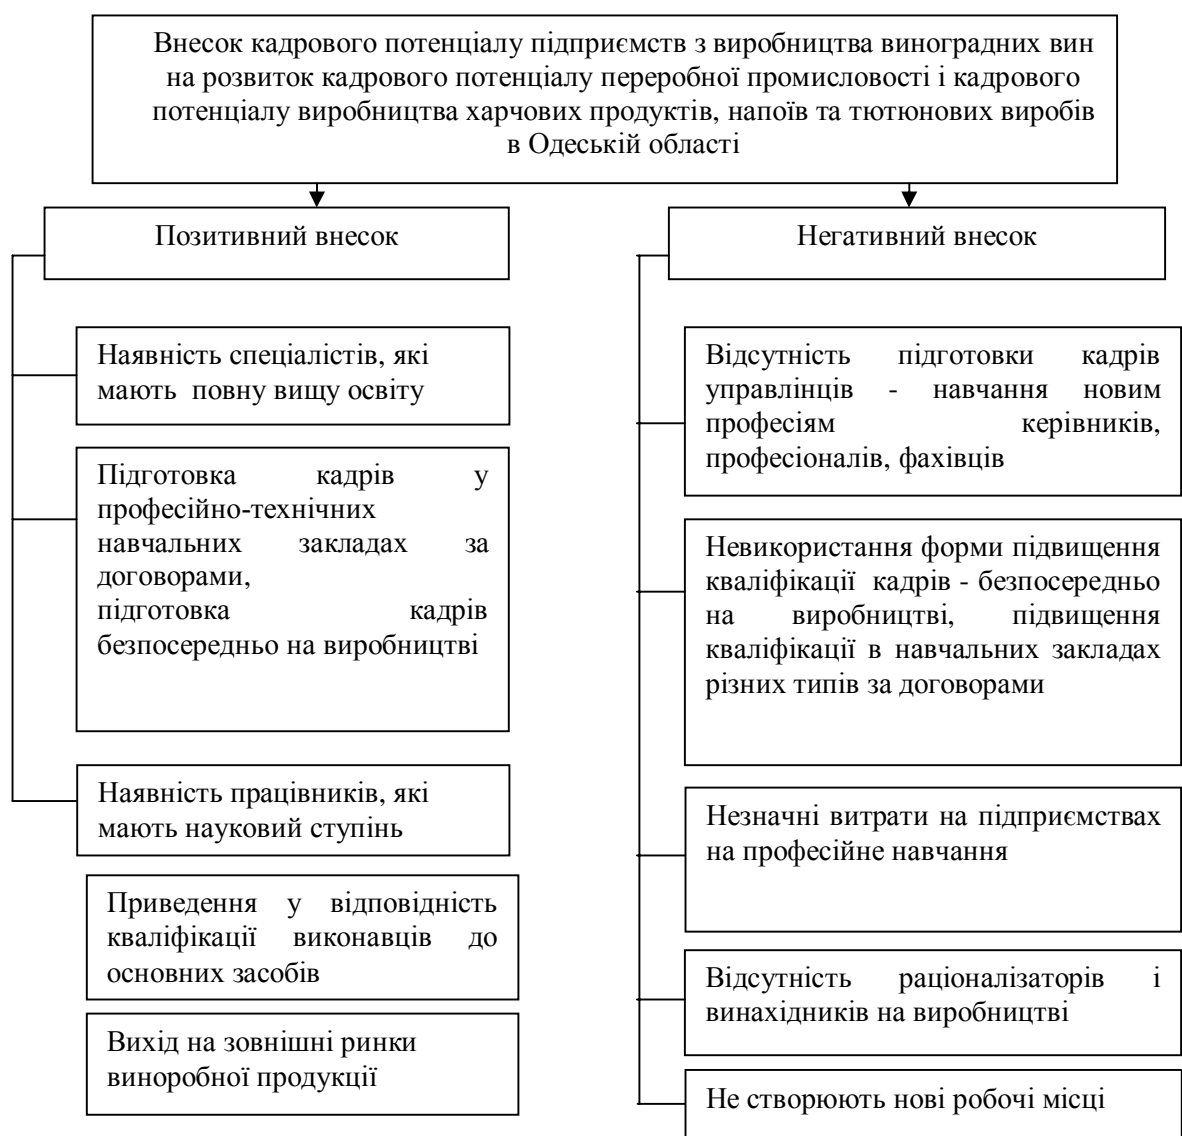 Внесок кадрового потенціалу підприємств з виробництва виноградних вин
на розвиток кадрового потенціалу переробної промисловості і кадрового
потенціалу виробництва харчових продуктів, напоїв та тютюнових виробів
в Одеській області
Позитивний внесок
Наявність спеціалістів, які
мають повну вищу освіту
Підготовка кадрів у
професійно-технічних
навчальних закладах за
договорами,
підготовка кадрів
безпосередньо на виробництві
Наявність працівників, які
мають науковий ступінь
Приведення у відповідність
кваліфікації виконавців до
основних засобів
Вихід на зовнішні ринки
виноробної продукції
Негативний внесок
Відсутність підготовки кадрів
управлінців - навчання новим
професіям керівників,
професіоналів, фахівців
Невикористання форми підвищення
кваліфікації кадрів - безпосередньо
на виробництві, підвищення
кваліфікації в навчальних закладах
різних типів за договорами
Незначні витрати на підприємствах
на професійне навчання
Відсутність раціоналізаторів і
винахідників на виробництві
Не створюють нові робочі місці